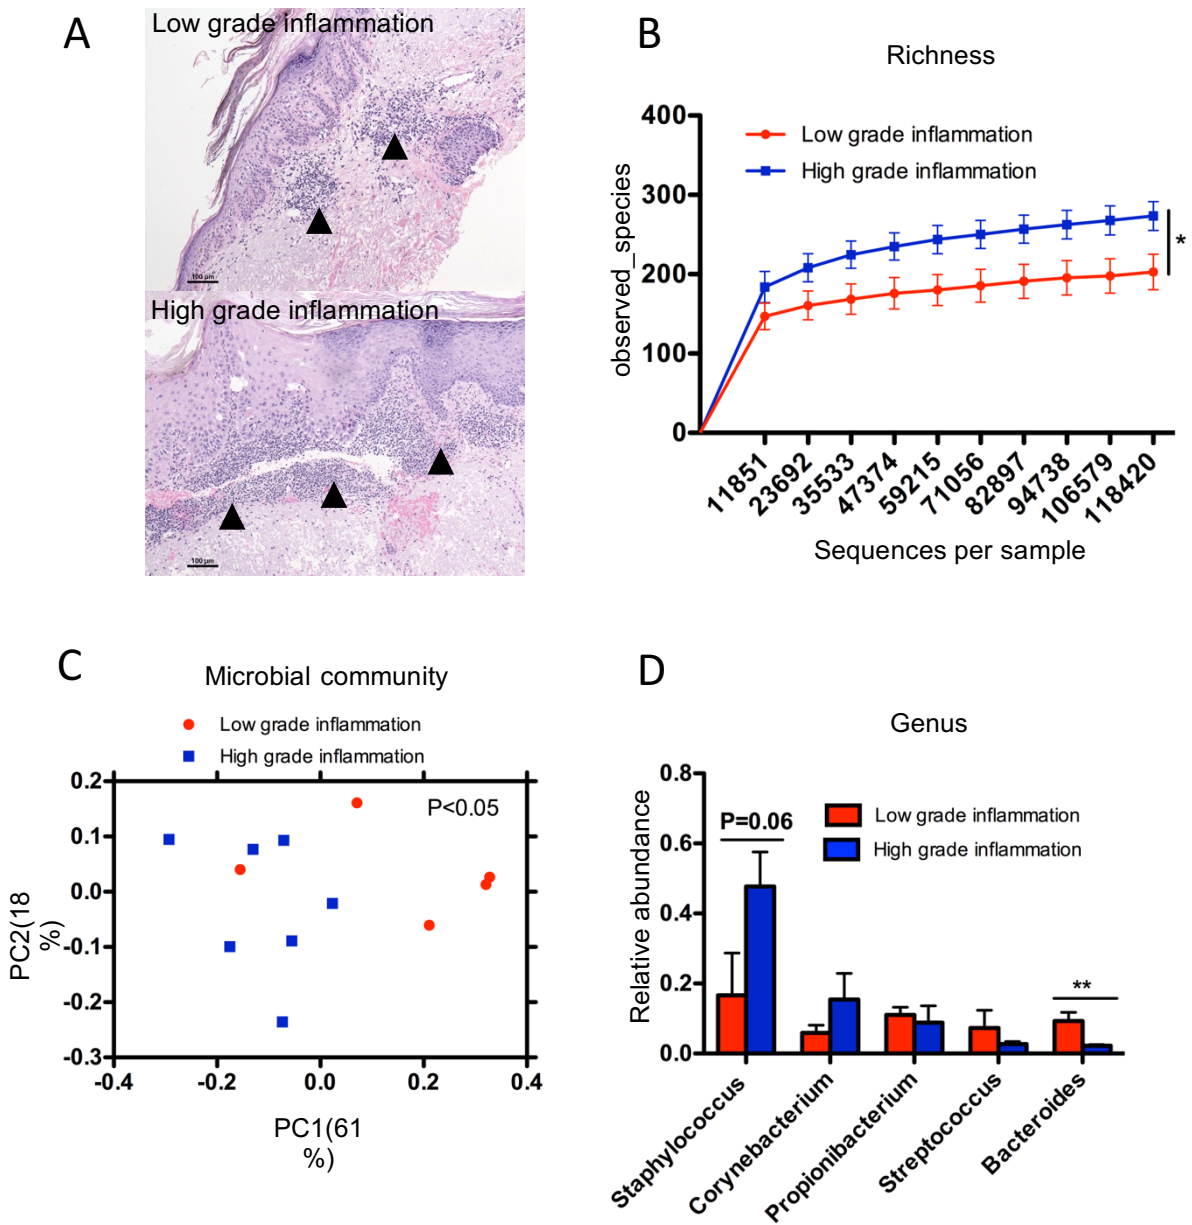 A
Low grade inflammation
100 µm
High grade inflammation
100 µm
B
Richness
Low grade inflammation
High grade inflammation
observed_species
400
300
200
100
0
*
11851
23692
35533
47374
59215
71056
82897
94738
106579
118420
Sequences per sample
C
Microbial community
Low grade inflammation
High grade inflammation
P<0.05
PC2(18
%)
0.2
0.1
0.0
-0.1
-0.2
-0.3
-0.4
-0.2
0.0
0.2
0.4
PC1(61
%)
D
Genus
Low grade inflammation
High grade inflammation
Relative abundance
0.8
0.6
0.4
0.2
0.0
P=0.06
**
Staphylococcus
Corynebacterium
Propionibacterium
Streptococcus
Bacteroides